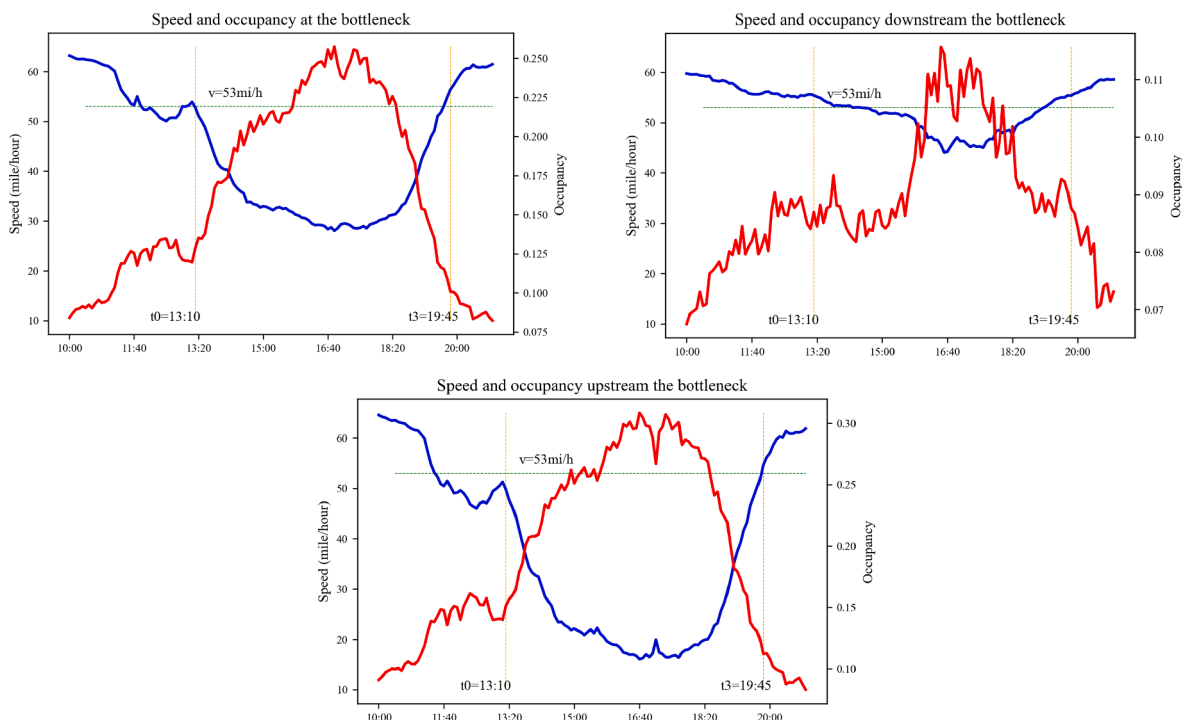 Speed and occupancy at the bottleneck
Speed (mile/hour)
60
50
40
30
20
10
v=53mi/h
t0=13:10
t3=19:45
0.250
0.225
0.200
0.175
0.150
0.125
0.100
0.075
Occupancy
10:00 11:40 13:20 15:00 16:40 18:20 20:00
Speed and occupancy downstream the bottleneck
Speed (mile/hour)
60
50
40
30
20
10
v=53mi/h
t0=13:10
t3=19:45
0.11
0.10
0.09
0.08
0.07
Occupancy
10:00 11:40 13:20 15:00 16:40 18:20 20:00
Speed and occupancy upstream the bottleneck
Speed (mile/hour)
60
50
40
30
20
10
v=53mi/h
t0=13:10
t3=19:45
0.30
0.25
0.20
0.15
0.10
Occupancy
10:00 11:40 13:20 15:00 16:40 18:20 20:00